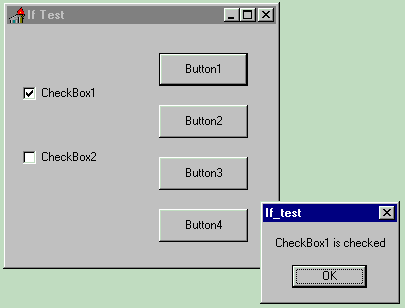 If Test
Button1
CheckBox1
Button2
CheckBox2
Button3
Button4
If_test
CheckBox1 is checked
OK